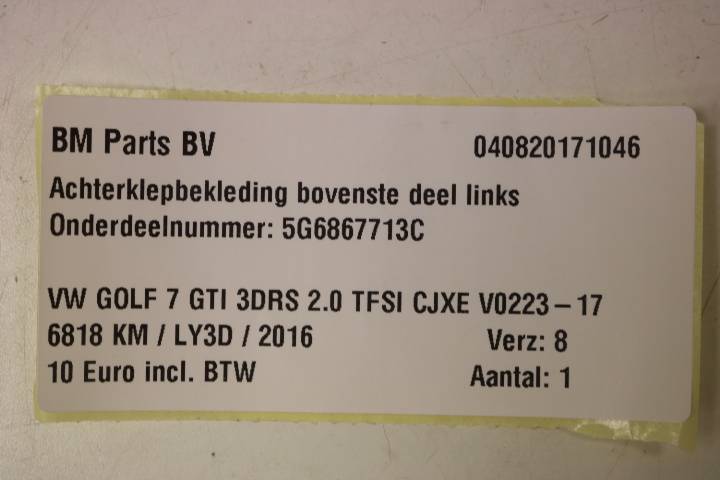 BM Parts BV 040820171046
Achterklepbekleding bovenste deel links
Onderdeelnummer: 5G6867713C
VW GOLF 7 GTI 3DRS 2.0 TFSI CJXE V0223-17
6818 KM / LY3D / 2016 Verz: 8
10 Euro incl. BTW Aantal: 1